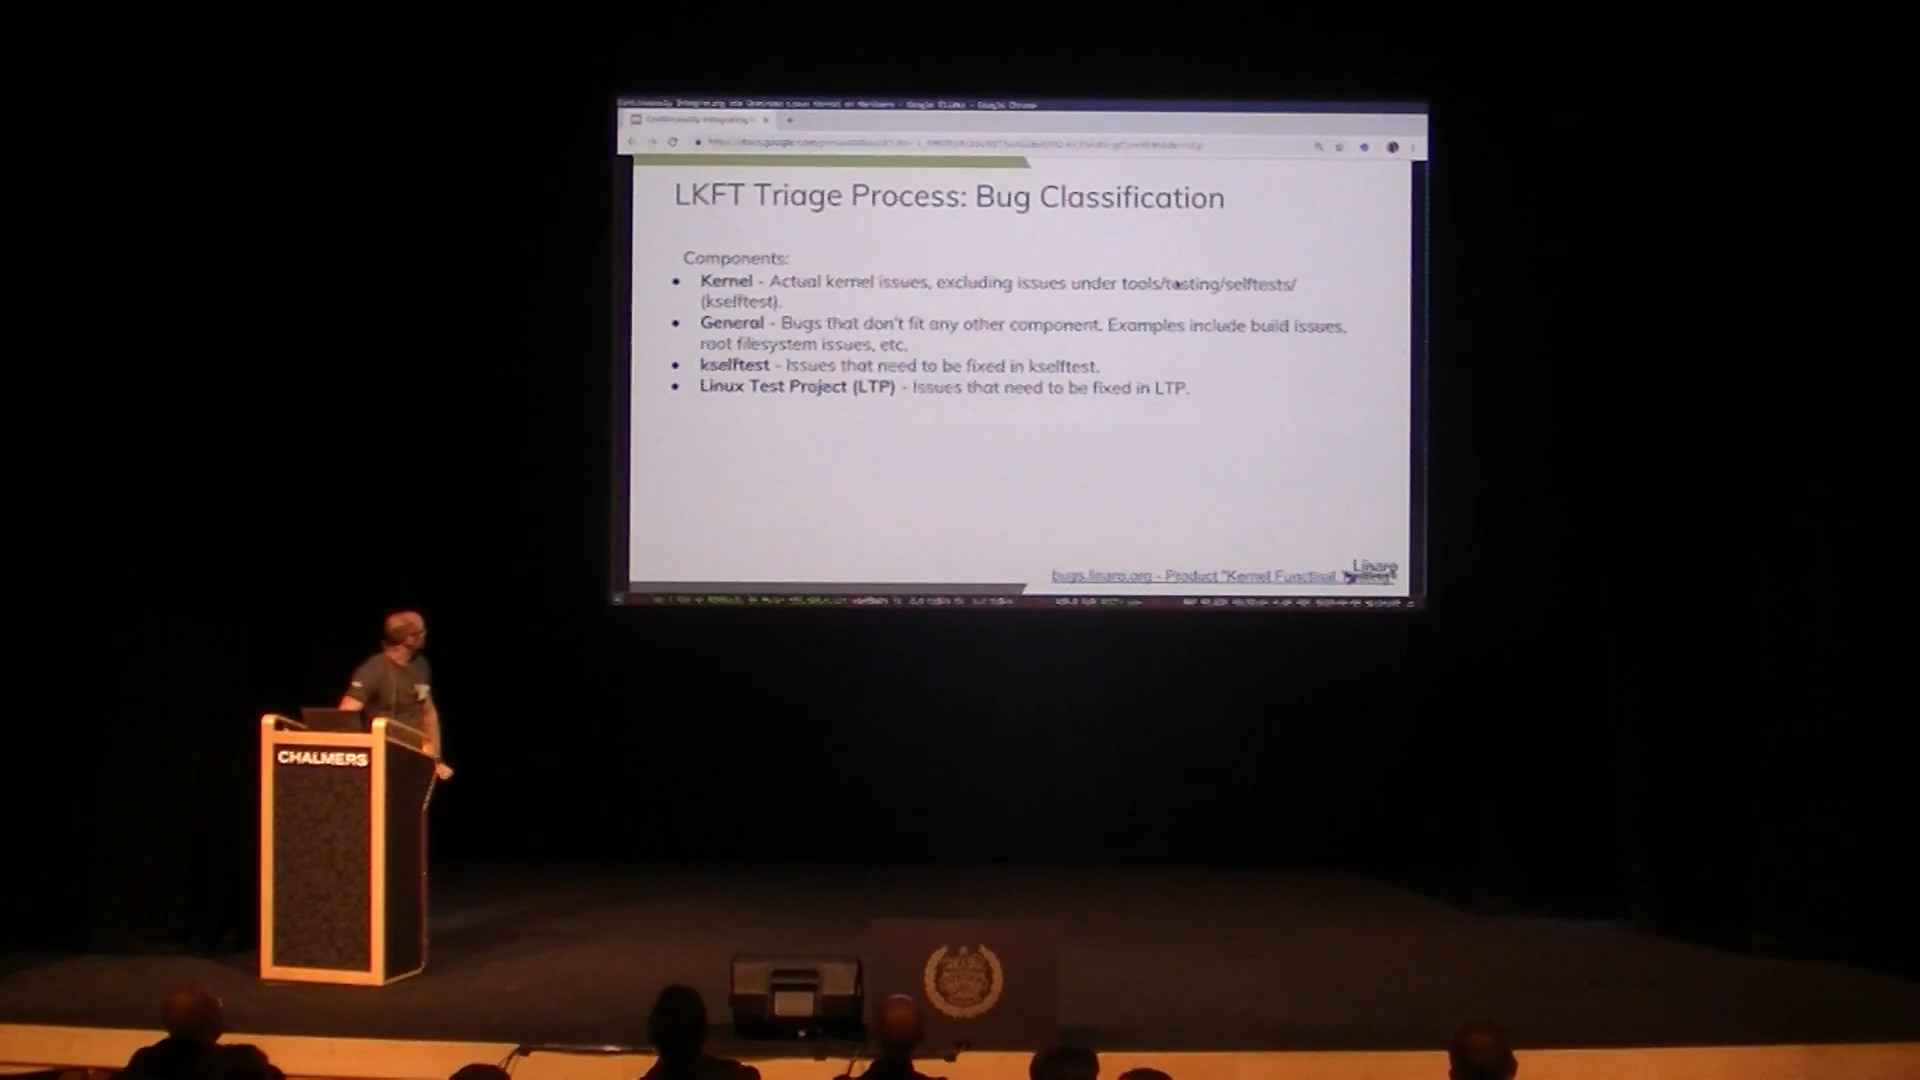 Continuously Integrating
LKFT Triage Process: Bug Classification
Components:
● Kernel - Actual kernel issues, excluding issues under tools/testing/selftests/
(kselftest).
● General - Bugs that don't fit any other component. Examples include build issues,
root filesystem issues, etc.
● kselftest - Issues that need to be fixed in kselftest.
● Linux Test Project (LTP) - Issues that need to be fixed in LTP.
Linaro
bugs.linaro.org - Product "Kernel Functinal
CHALMERS